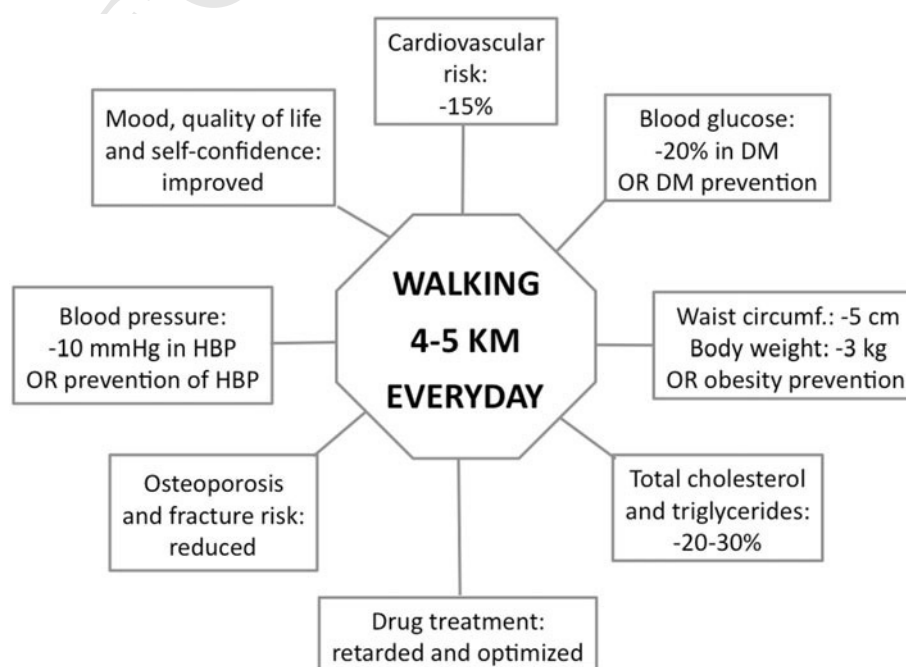 Cardiovascular
risk:
-15%
Mood, quality of life
and self-confidence:
improved
Blood glucose:
-20% in DM
OR DM prevention
WALKING
4-5 KM
EVERYDAY
Blood pressure:
-10 mmHg in HBP
OR prevention of HBP
Waist circumf.: -5 cm
Body weight: -3 kg
OR obesity prevention
Osteoporosis
and fracture risk:
reduced
Total cholesterol
and triglycerides:
-20-30%
Drug treatment:
retarded and optimized